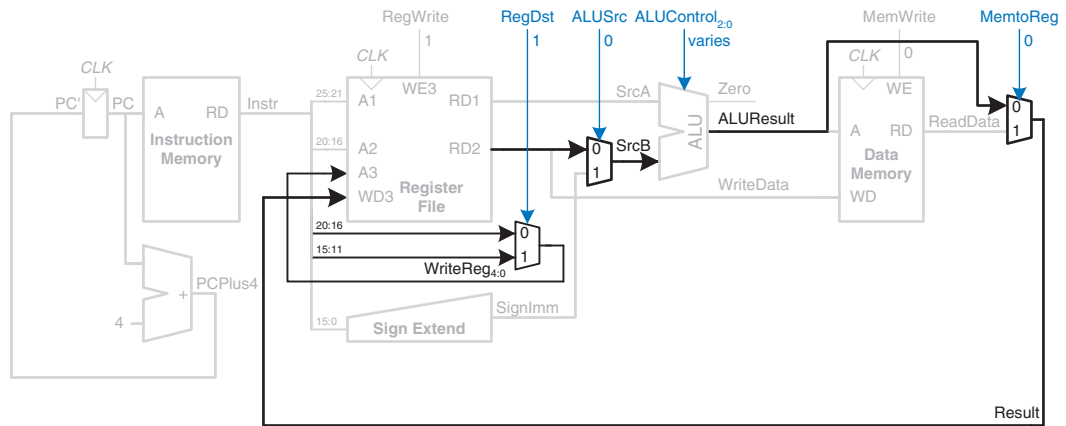 RegWrite RegDst ALUSrc ALUControl2:0 MemWrite MemtoReg
1 1 0 varies 0 0
CLK CLK CLK
PC' PC A RD Instr 25:21 A1 WE3 RD1 SrcA Zero WE 0
Instruction Memory
20:16 A2 RD2 0 SrcB ALU ALUResult A RD ReadData 1
A3 1 Data Memory
WD3 Register File WriteData WD
20:16 0
15:11 1
WriteReg4:0
PCPlus4
+
4 15:0 Sign Extend SignImm
Result